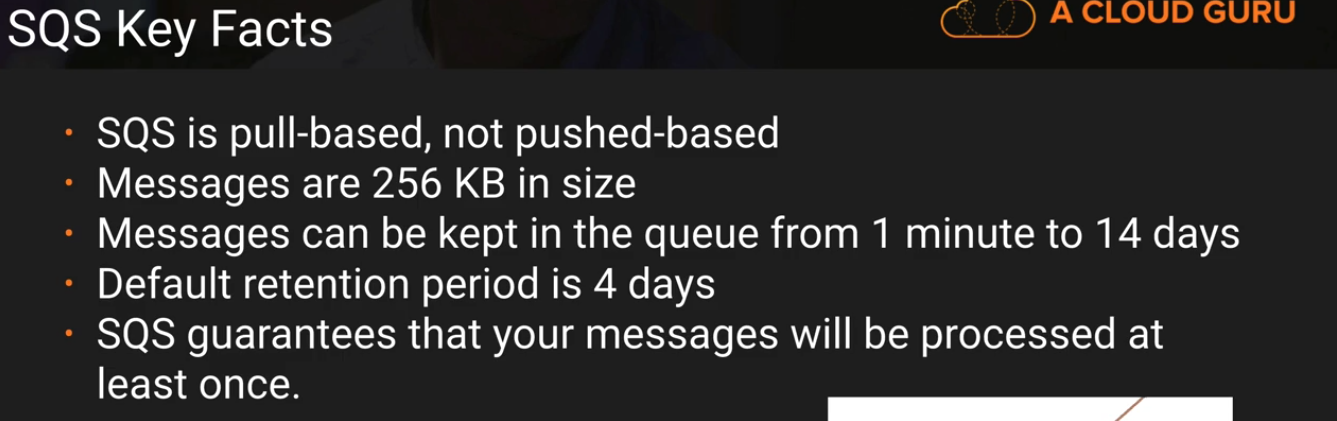 SQS Key Facts
A CLOUD GURU
• SQS is pull-based, not pushed-based
• Messages are 256 KB in size
• Messages can be kept in the queue from 1 minute to 14 days
• Default retention period is 4 days
• SQS guarantees that your messages will be processed at
least once.